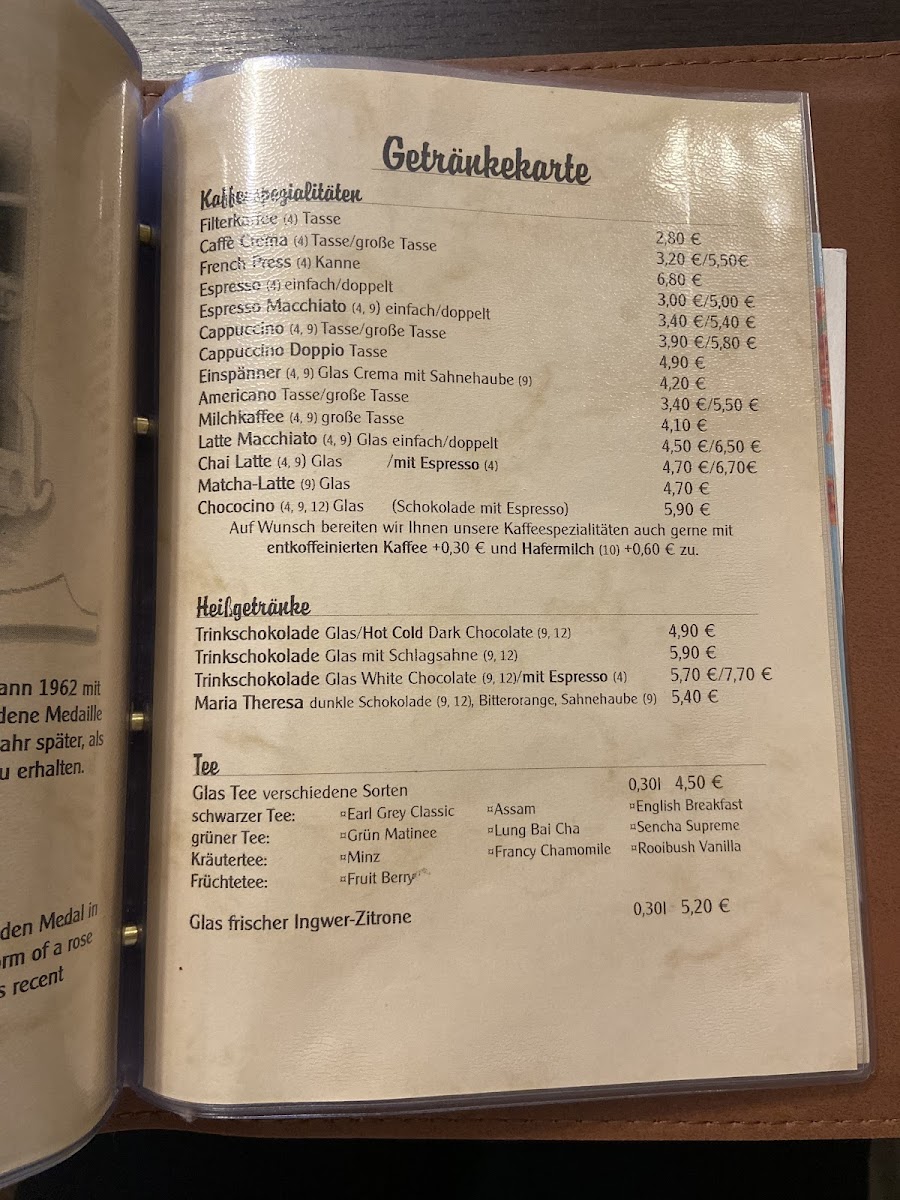 ann 1962 mit
dene Medaille
ahr später, als
u erhalten.
den Medal in
rm of a rose
s recent
Getränkekarte
Kaffeespezialitäten
Filterkaffee (4) Tasse 2,80 €
Caffè Crema (4) Tasse/große Tasse 3,20 €/5,50€
French Press (4) Kanne 6,80 €
Espresso (4) einfach/doppelt 3,00 €/5,00 €
Espresso Macchiato (4, 9) einfach/doppelt 3,40 €/5,40 €
Cappuccino (4, 9) Tasse/große Tasse 3,90 €/5,80 €
Cappuccino Doppio Tasse 4,90 €
Einspänner (4, 9) Glas Crema mit Sahnehaube (9) 4,20 €
Americano Tasse/große Tasse 3,40 €/5,50 €
Milchkaffee (4, 9) große Tasse 4,10 €
Latte Macchiato (4, 9) Glas einfach/doppelt 4,50 €/6,50 €
Chai Latte (4, 9) Glas /mit Espresso (4) 4,70 €/6,70€
Matcha-Latte (9) Glas 4,70 €
Chococino (4, 9, 12) Glas (Schokolade mit Espresso) 5,90 €
Auf Wunsch bereiten wir Ihnen unsere Kaffeespezialitäten auch gerne mit
entkoffeinierten Kaffee +0,30 € und Hafermilch (10) +0,60 € zu.
Heißgetränke
Trinkschokolade Glas/Hot Cold Dark Chocolate (9, 12) 4,90 €
Trinkschokolade Glas mit Schlagsahne (9, 12) 5,90 €
Trinkschokolade Glas White Chocolate (9, 12)/mit Espresso (4) 5,70 €/7,70 €
Maria Theresa dunkle Schokolade (9, 12), Bitterorange, Sahnehaube (9) 5,40 €
Tee
Glas Tee verschiedene Sorten 0,30l 4,50 €
schwarzer Tee: ¤Earl Grey Classic ¤Assam ¤English Breakfast
grüner Tee: ¤Grün Matinee ¤Lung Bai Cha ¤Sencha Supreme
Kräutertee: ¤Minz ¤Francy Chamomile ¤Rooibush Vanilla
Früchtetee: ¤Fruit Berry
Glas frischer Ingwer-Zitrone 0,30l 5,20 €